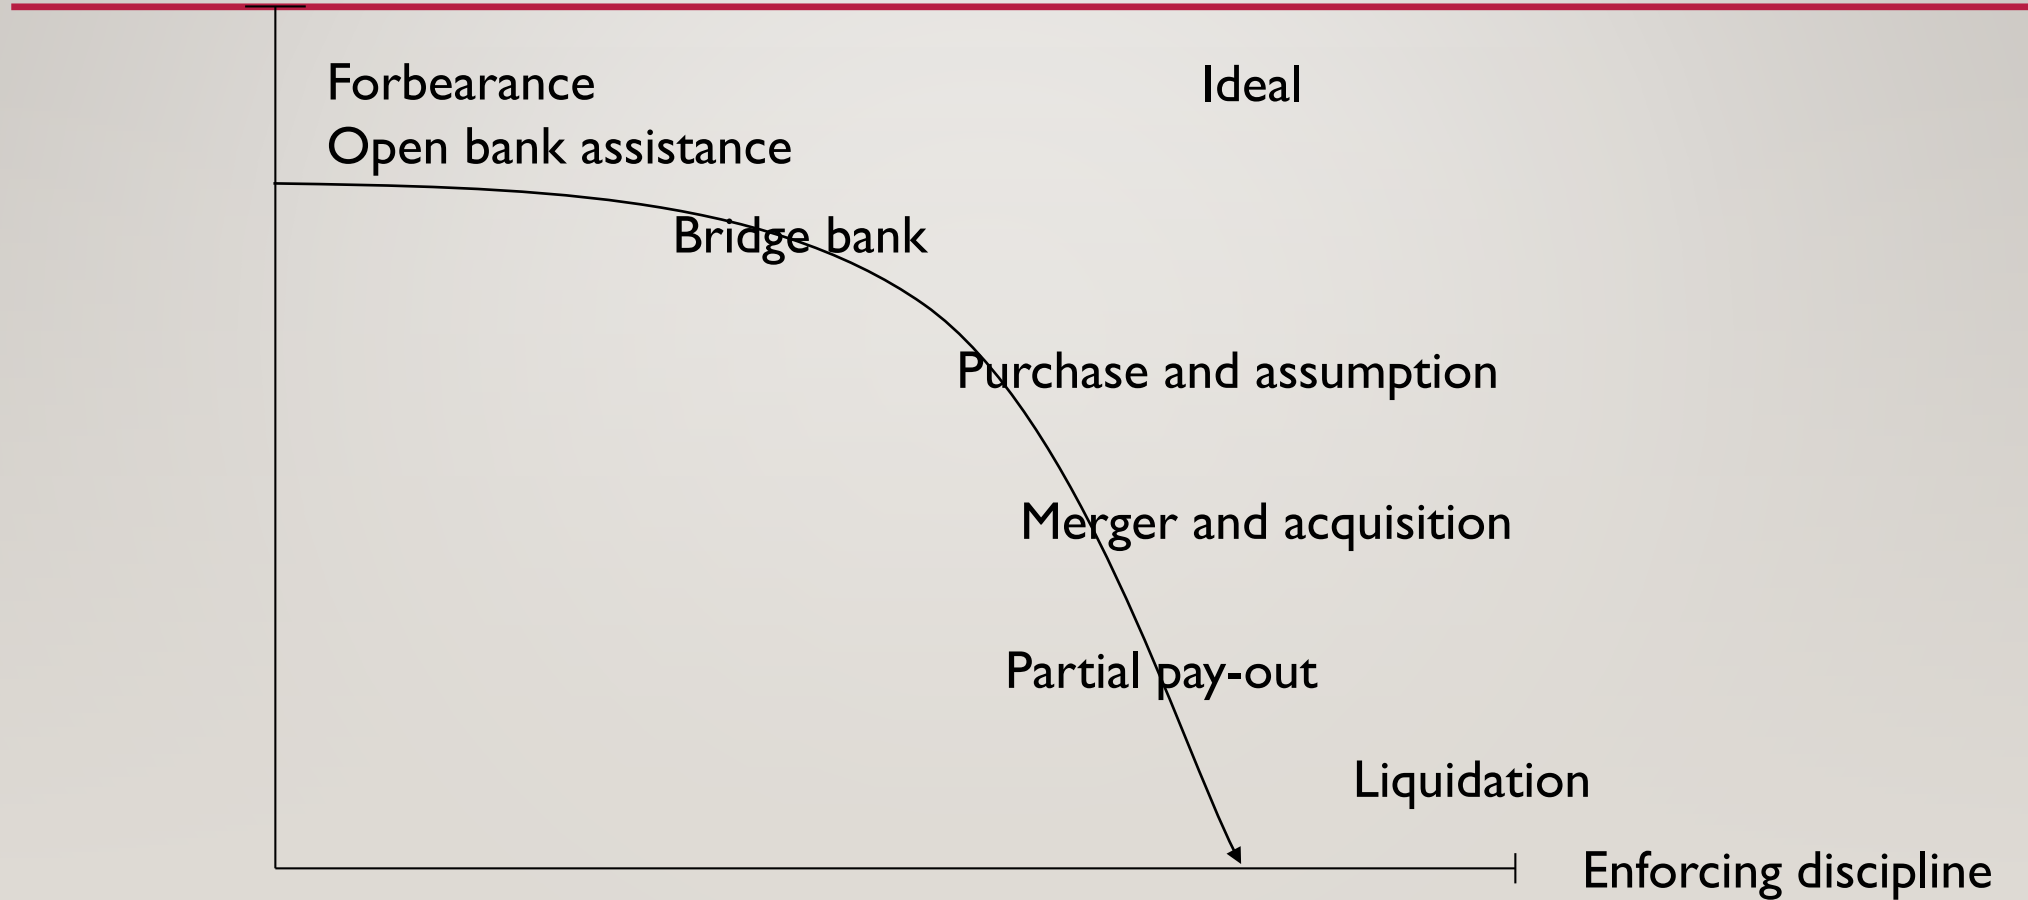 Forbearance
Ideal
Open bank assistance
Bridge bank
Purchase and assumption
Merger and acquisition
Partial pay-out
Liquidation
Enforcing discipline